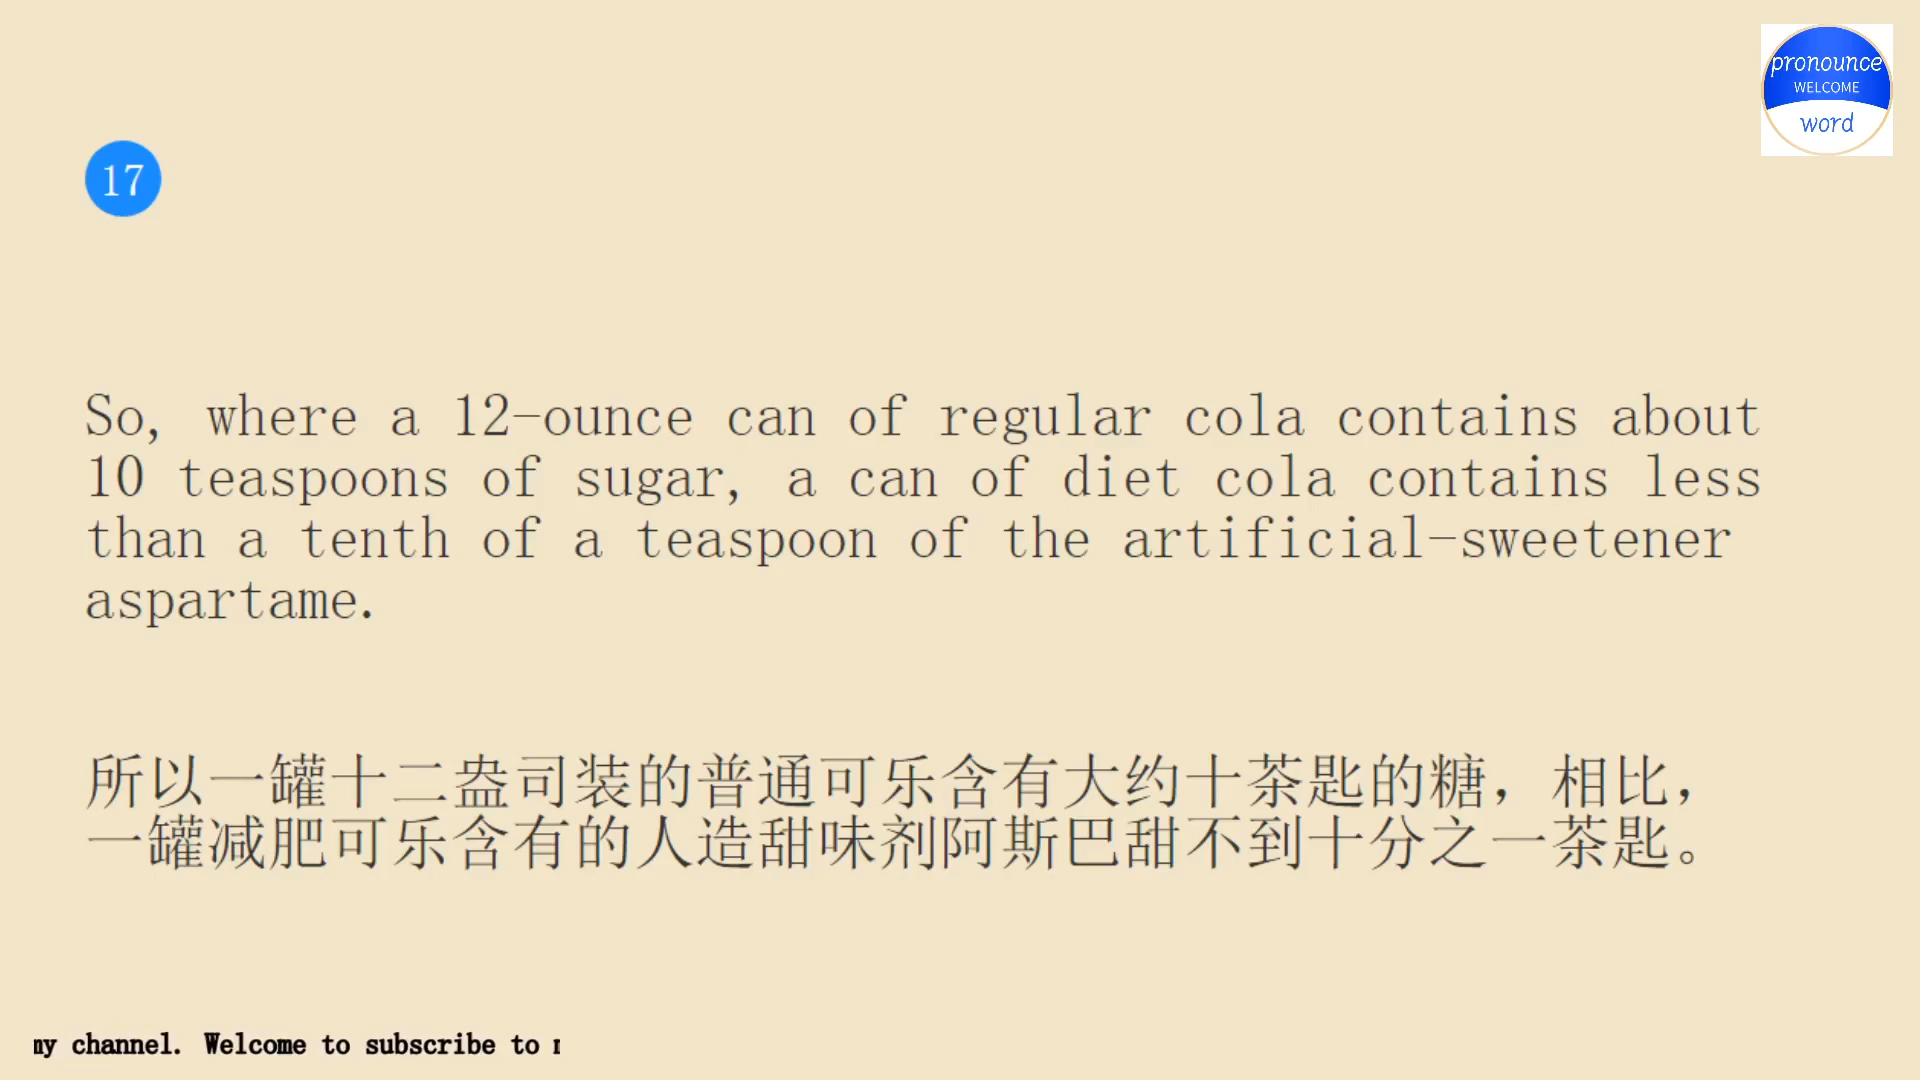 pronounce
WELCOME
word
17
So, where a 12-ounce can of regular cola contains about
10 teaspoons of sugar, a can of diet cola contains less
than a tenth of a teaspoon of the artificial-sweetener
aspartame.
所以一罐十二盎司装的普通可乐含有大约十茶匙的糖，相比，
一罐减肥可乐含有的人造甜味剂阿斯巴甜不到十分之一茶匙。
my channel. Welcome to subscribe to